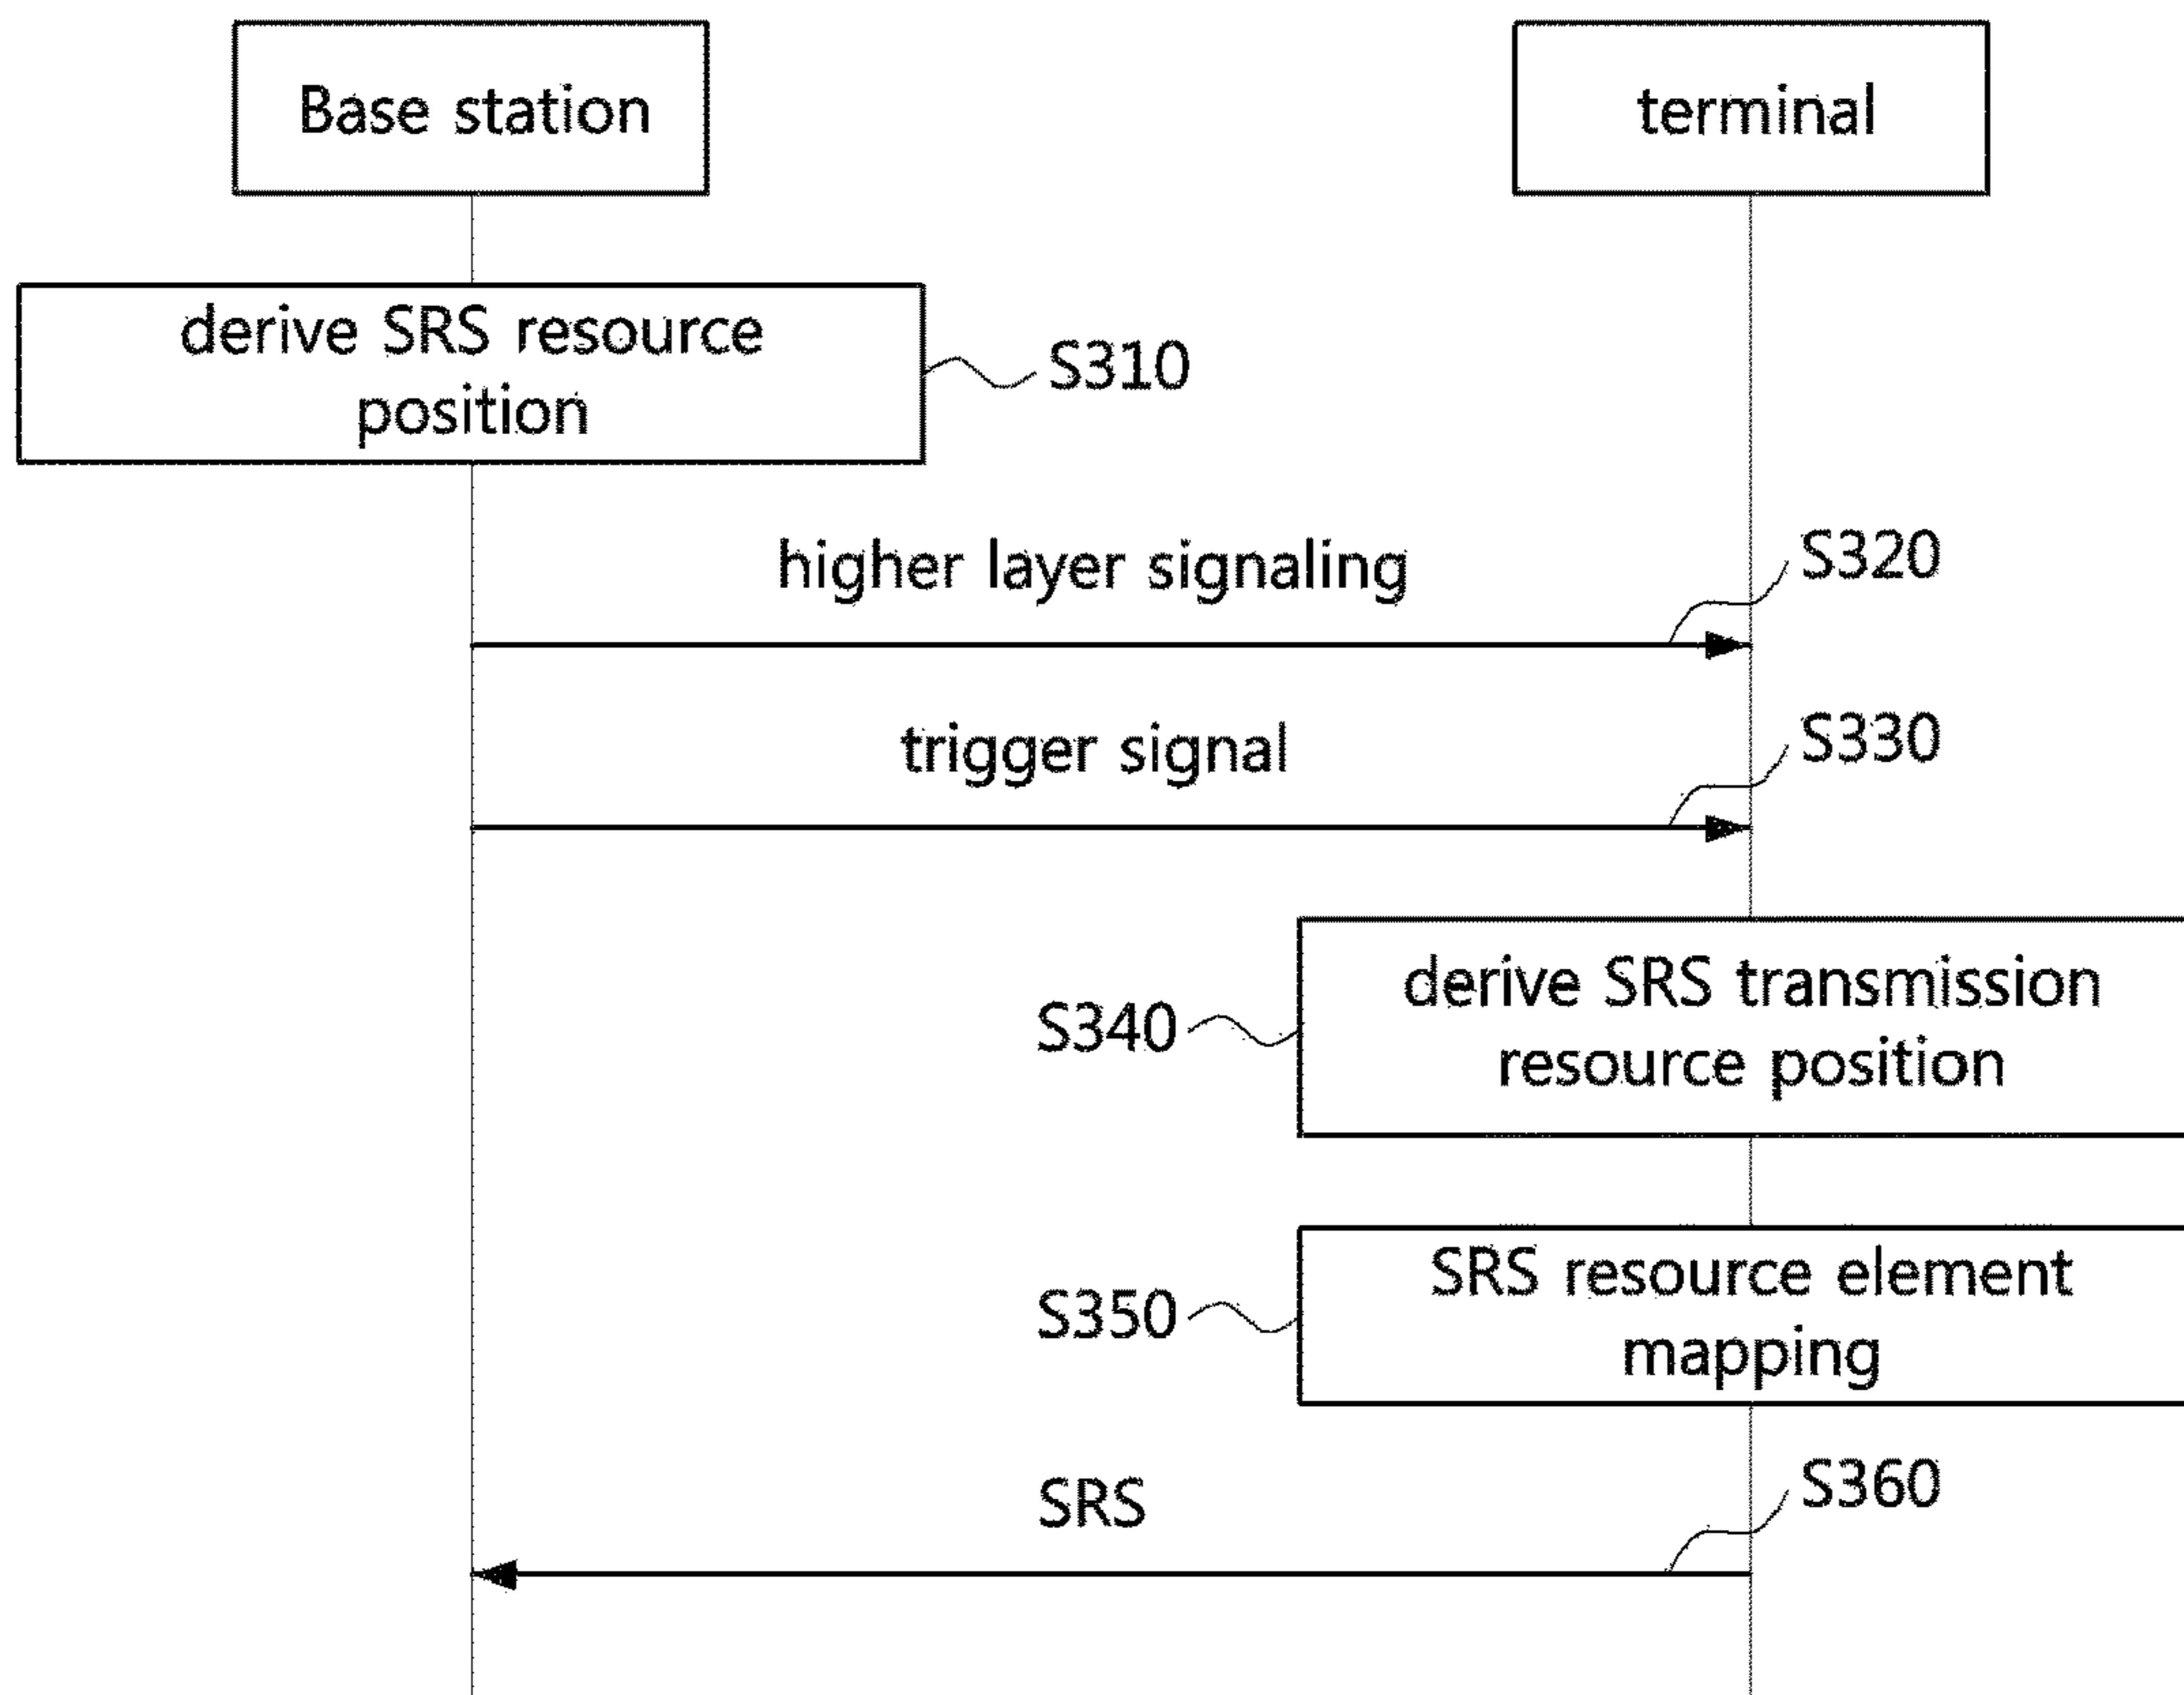 Base station
terminal
derive SRS resource
position
S310
higher layer signaling
S320
trigger signal
S330
derive SRS transmission
resource position
S340
SRS resource element
mapping
S350
SRS
S360